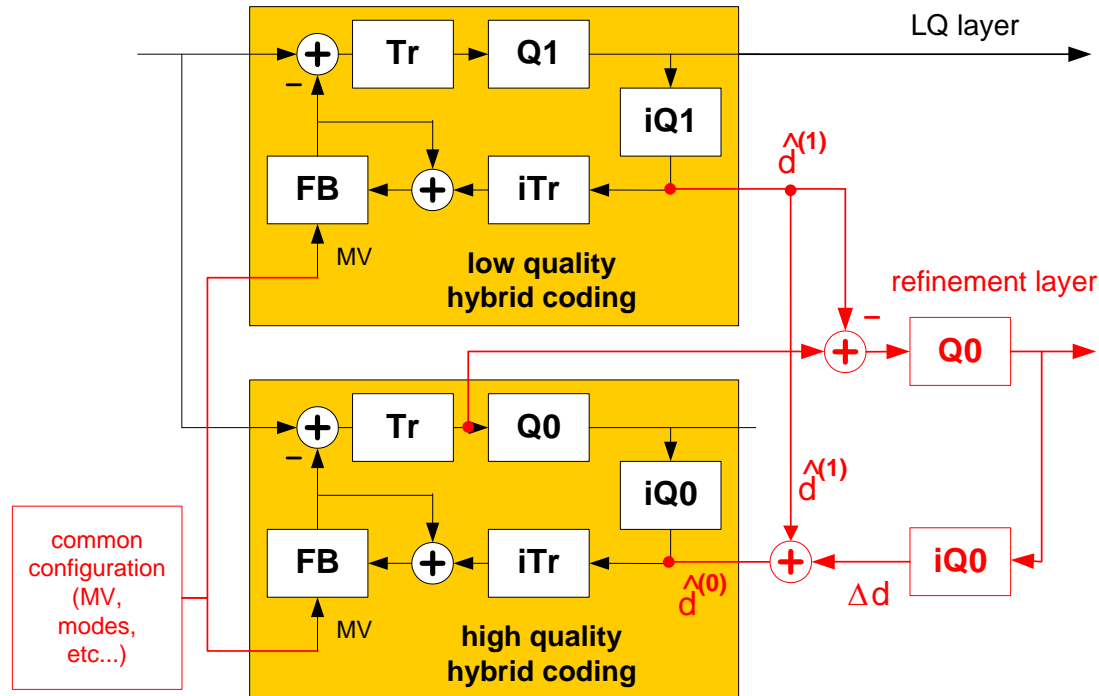 LQ layer
+
Tr
Q1
−
iQ1
d̂(1)
FB
+
iTr
MV
low quality
hybrid coding
refinement layer
−
+
Q0
+
Tr
Q0
−
iQ0
d̂(1)
common
configuration
(MV,
modes,
etc...)
FB
+
iTr
d̂(0)
+
Δd
iQ0
MV
high quality
hybrid coding